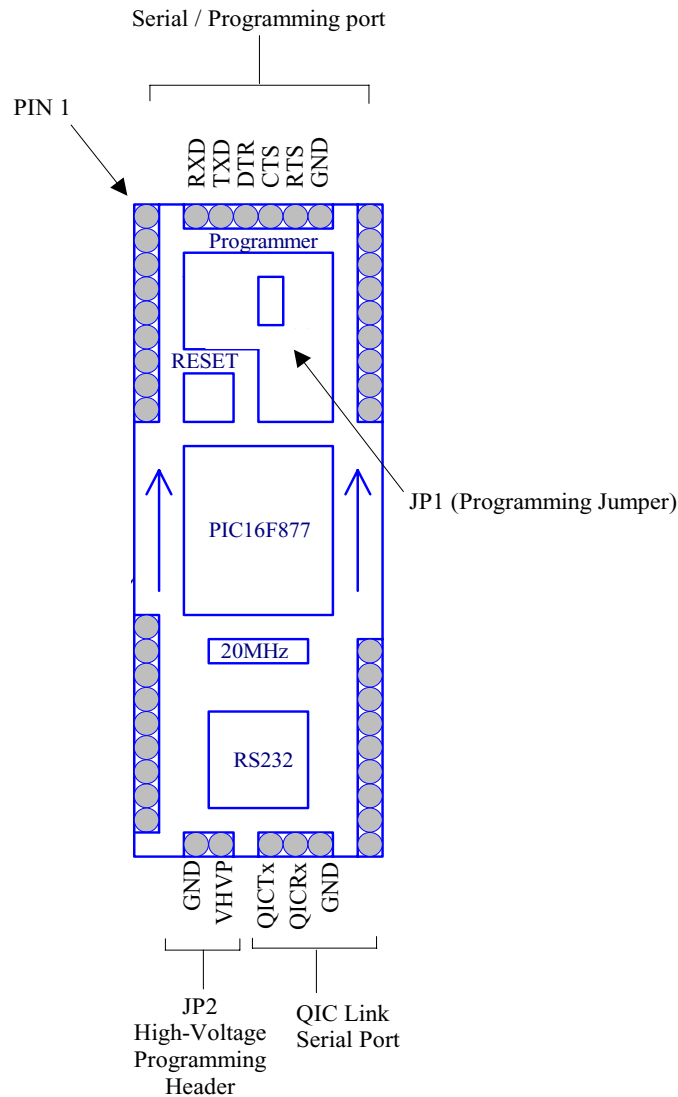 Serial / Programming port
PIN 1
RXD
TXD
DTR
CTS
RTS
GND
Programmer
RESET
JP1 (Programming Jumper)
PIC16F877
20MHz
RS232
GND
VHVP
QICTx
QICRx
GND
JP2
High-Voltage
Programming
Header
QIC Link
Serial Port